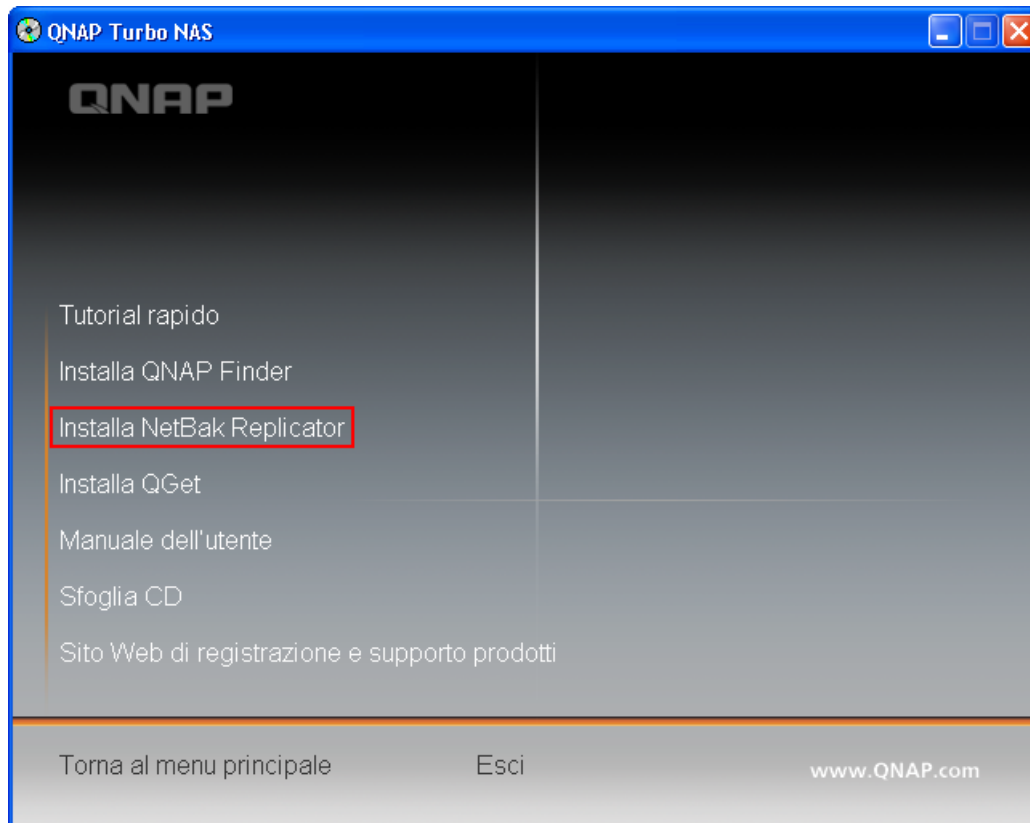 QNAP Turbo NAS
QNAP
Tutorial rapido
Installa QNAP Finder
Installa NetBak Replicator
Installa QGet
Manuale dell'utente
Sfoglia CD
Sito Web di registrazione e supporto prodotti
Torna al menu principale
Esci
www.QNAP.com